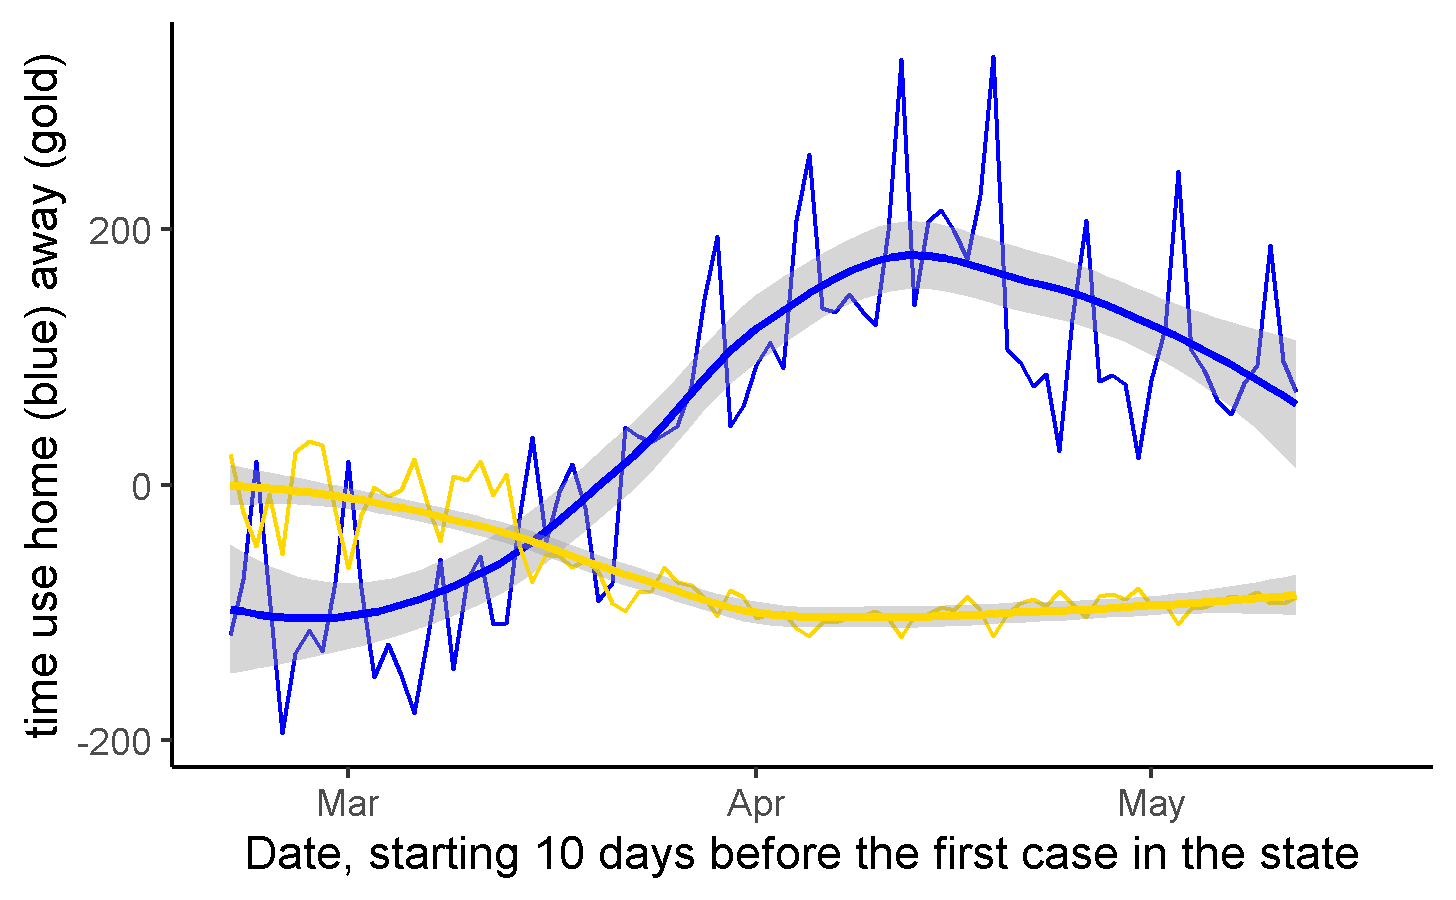 time use home (blue) away (gold)
200
0
-200
Mar
Apr
May
Date, starting 10 days before the first case in the state